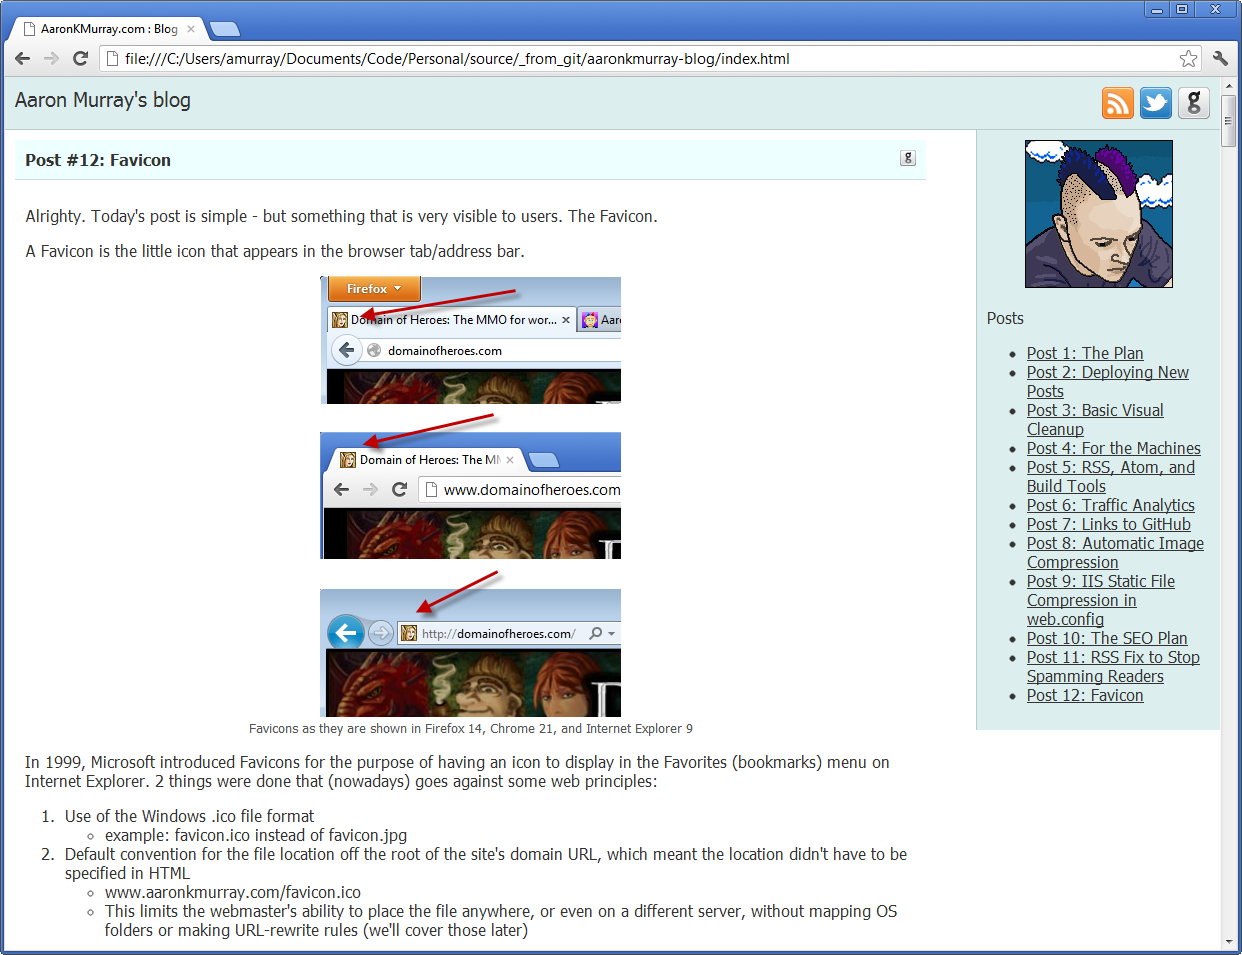 AaronKMurray.com : Blog
file:///C:/Users/amurray/Documents/Code/Personal/source/_from_git/aaronkmurray-blog/index.html
Aaron Murray's blog
g
Post #12: Favicon
g
Alrighty. Today's post is simple - but something that is very visible to users. The Favicon.
A Favicon is the little icon that appears in the browser tab/address bar.
Firefox
Domain of Heroes: The MMO for wor...
Aar
domainofheroes.com
Domain of Heroes: The M
www.domainofheroes.com
http://domainofheroes.com/
Favicons as they are shown in Firefox 14, Chrome 21, and Internet Explorer 9
In 1999, Microsoft introduced Favicons for the purpose of having an icon to display in the Favorites (bookmarks) menu on
Internet Explorer. 2 things were done that (nowadays) goes against some web principles:
1. Use of the Windows .ico file format
example: favicon.ico instead of favicon.jpg
2. Default convention for the file location off the root of the site's domain URL, which meant the location didn't have to be
specified in HTML
www.aaronkmurray.com/favicon.ico
This limits the webmaster's ability to place the file anywhere, or even on a different server, without mapping OS
folders or making URL-rewrite rules (we'll cover those later)
Posts
Post 1: The Plan
Post 2: Deploying New
Posts
Post 3: Basic Visual
Cleanup
Post 4: For the Machines
Post 5: RSS, Atom, and
Build Tools
Post 6: Traffic Analytics
Post 7: Links to GitHub
Post 8: Automatic Image
Compression
Post 9: IIS Static File
Compression in
web.config
Post 10: The SEO Plan
Post 11: RSS Fix to Stop
Spamming Readers
Post 12: Favicon